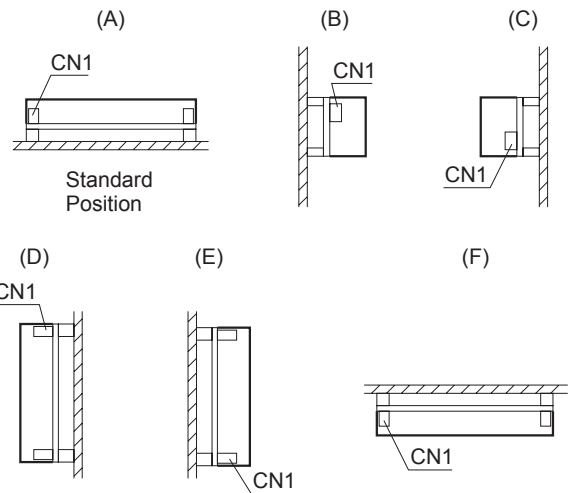 (A)
(B)
(C)
CN1
CN1
CN1
Standard
Position
(D)
(E)
(F)
CN1
CN1
CN1